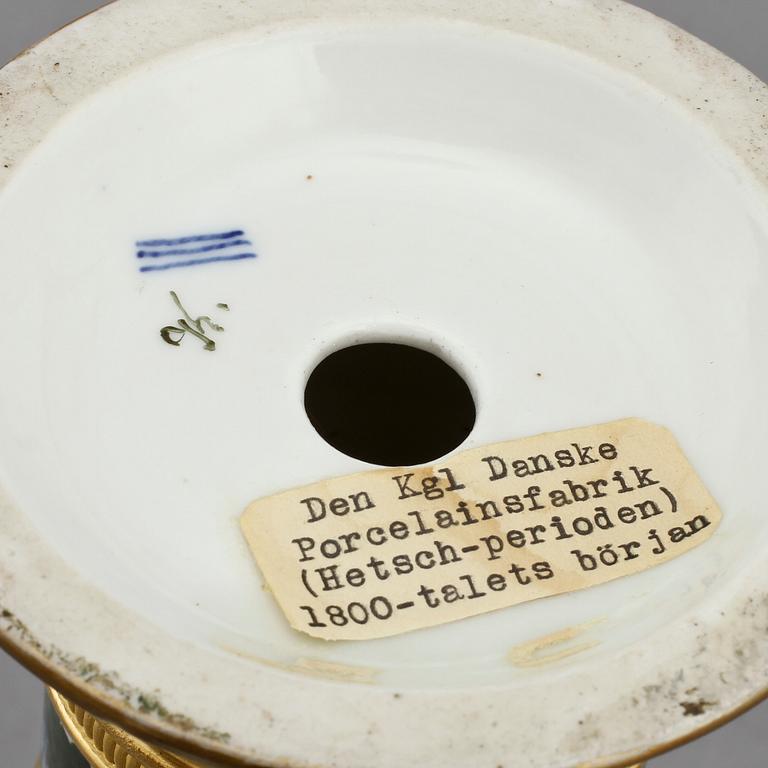 Den Kgl Danske
Porcelainsfabrik
(Hetsch-perioden)
1800-talets början